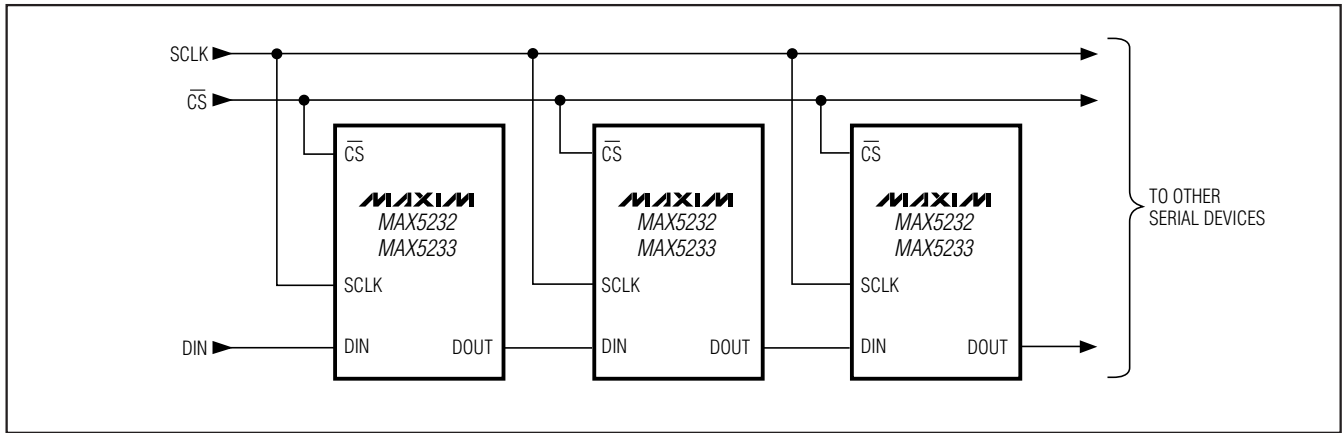 SCLK
CS
CS
MAXIM
MAX5232
MAX5233
SCLK
DIN
DIN
DOUT
CS
MAXIM
MAX5232
MAX5233
SCLK
DIN
DOUT
CS
MAXIM
MAX5232
MAX5233
SCLK
DIN
DOUT
TO OTHER
SERIAL DEVICES